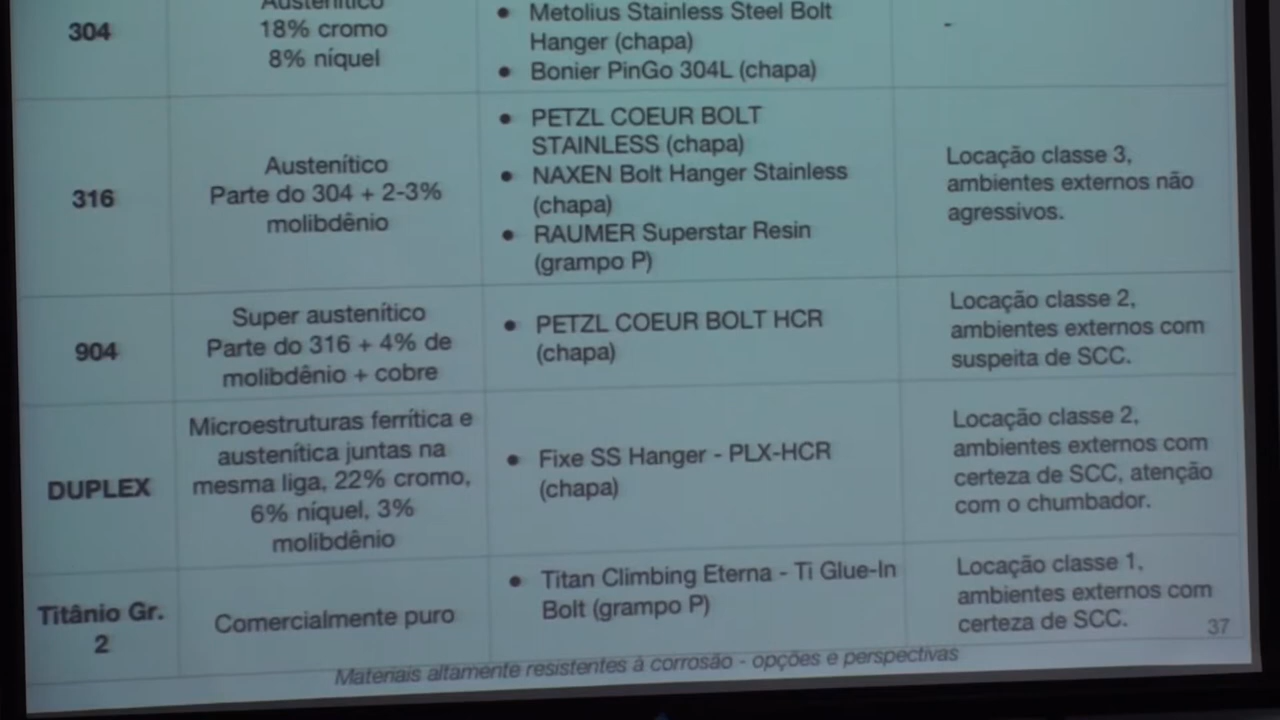 304
Austenítico
18% cromo
8% níquel
• Metolius Stainless Steel Bolt
Hanger (chapa)
• Bonier PinGo 304L (chapa)
-
316
Austenítico
Parte do 304 + 2-3%
molibdênio
• PETZL COEUR BOLT
STAINLESS (chapa)
• NAXEN Bolt Hanger Stainless
(chapa)
• RAUMER Superstar Resin
(grampo P)
Locação classe 3,
ambientes externos não
agressivos.
904
Super austenítico
Parte do 316 + 4% de
molibdênio + cobre
• PETZL COEUR BOLT HCR
(chapa)
Locação classe 2,
ambientes externos com
suspeita de SCC.
DUPLEX
Microestruturas ferrítica e
austenítica juntas na
mesma liga, 22% cromo,
6% níquel, 3%
molibdênio
• Fixe SS Hanger - PLX-HCR
(chapa)
Locação classe 2,
ambientes externos com
certeza de SCC, atenção
com o chumbador.
Titânio Gr.
2
Comercialmente puro
• Titan Climbing Eterna - Ti Glue-In
Bolt (grampo P)
Locação classe 1,
ambientes externos com
certeza de SCC.
37
Materiais altamente resistentes à corrosão - opções e perspectivas